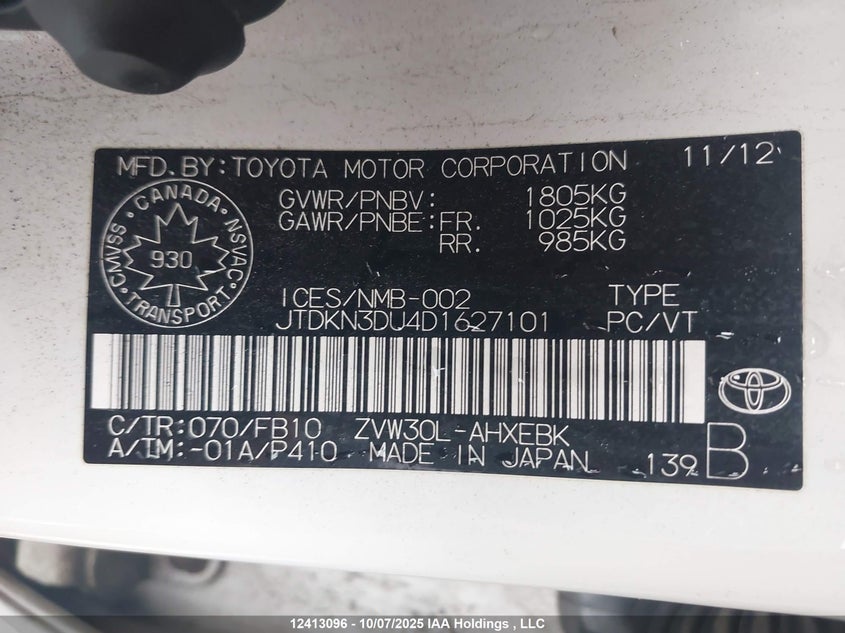 MFD.BY:TOYOTA MOTOR CORPORATION 11/12
GVWR/PNBV: 1805KG
GAWR/PNBE:FR. 1025KG
RR. 985KG
CANADA
CMVSS 930 NSVAC
TRANSPORT
ICES/NMB-002 TYPE
JTDKN3DU4D1627101 PC/VT
C/TR:070/FB10 ZVW30L-AHXEBK
A/TM:-01A/P410 MADE IN JAPAN 139 B
12413096 - 10/07/2025 IAA Holdings , LLC